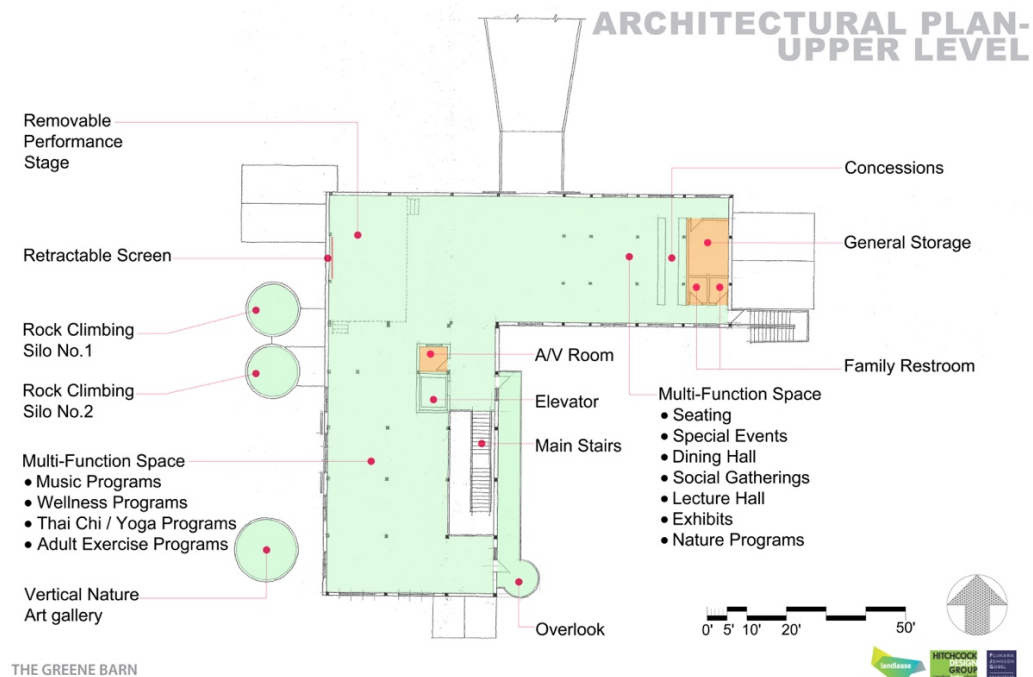 ARCHITECTURAL PLAN-
UPPER LEVEL
Removable
Performance
Stage
Retractable Screen
Rock Climbing
Silo No.1
Rock Climbing
Silo No.2
Multi-Function Space
• Music Programs
• Wellness Programs
• Thai Chi / Yoga Programs
• Adult Exercise Programs
Vertical Nature
Art gallery
A/V Room
Elevator
Main Stairs
Overlook
Concessions
General Storage
Family Restroom
Multi-Function Space
• Seating
• Special Events
• Dining Hall
• Social Gatherings
• Lecture Hall
• Exhibits
• Nature Programs
0' 5' 10' 20' 50'
THE GREENE BARN
landlease
HITCHCOCK
DESIGN
GROUP